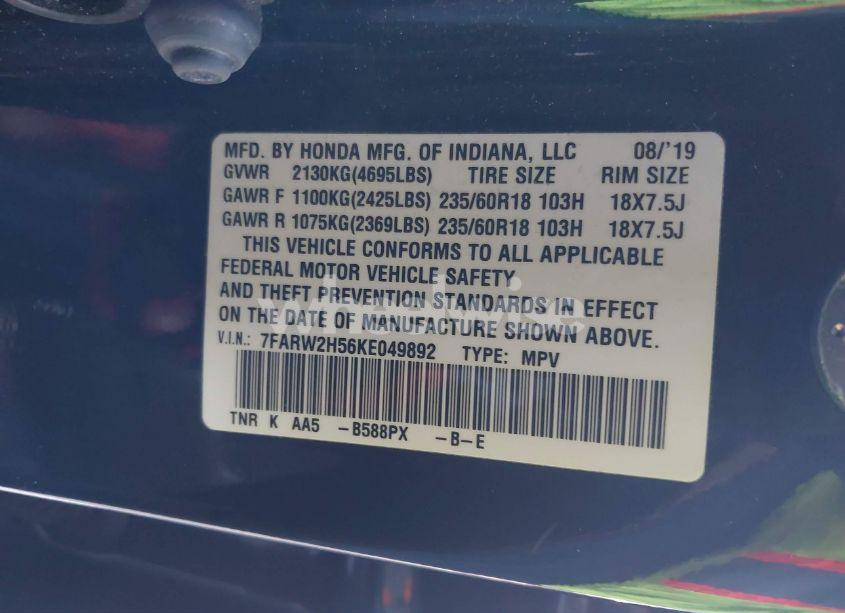 MFD. BY HONDA MFG. OF INDIANA, LLC 08/'19
GVWR 2130KG(4695LBS) TIRE SIZE RIM SIZE
GAWR F 1100KG(2425LBS) 235/60R18 103H 18X7.5J
GAWR R 1075KG(2369LBS) 235/60R18 103H 18X7.5J
THIS VEHICLE CONFORMS TO ALL APPLICABLE
FEDERAL MOTOR VEHICLE SAFETY
AND THEFT PREVENTION STANDARDS IN EFFECT
ON THE DATE OF MANUFACTURE SHOWN ABOVE.
wheelwise
V.I.N.: 7FARW2H56KE049892 TYPE: MPV
TNR K AA5 -B588PX -B-E